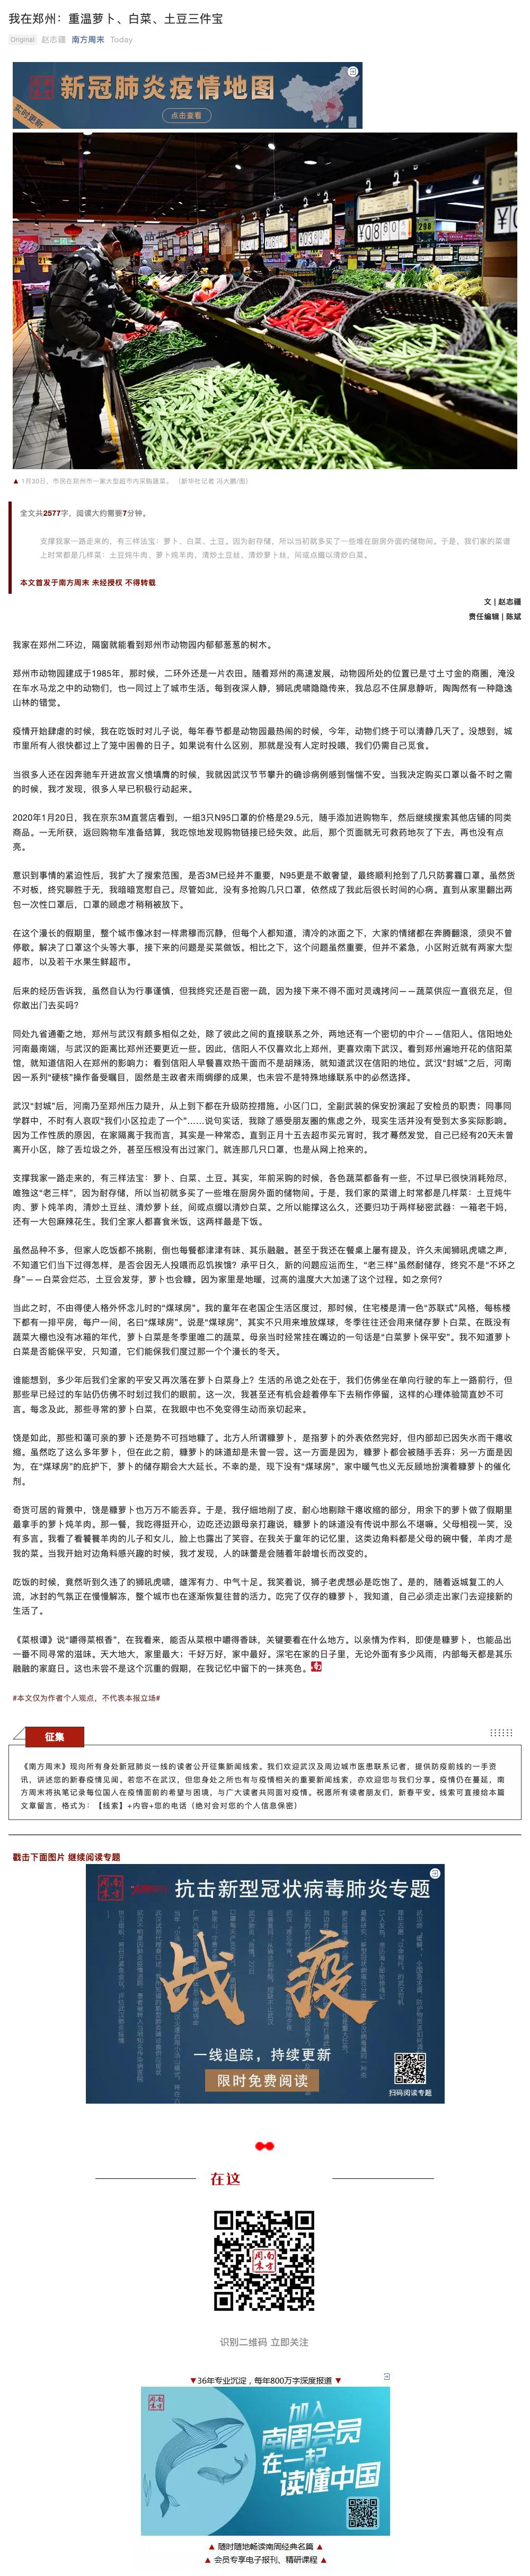 我在郑州：重温萝卜、白菜、土豆三件宝
Original 赵志疆 南方周末 Today
新冠肺炎疫情地图
点击查看
实时更新
¥0860
¥0860
298
▲ 1月30日，市民在郑州市一家大型超市内采购蔬菜。（新华社记者 冯大鹏/图）
全文共2577字，阅读大约需要7分钟。
支撑我家一路走来的，有三样法宝：萝卜、白菜、土豆。因为耐存储，所以当初就多买了一些堆在厨房外面的储物间。于是，我们家的菜谱
上时常都是几样菜：土豆炖牛肉、萝卜炖羊肉，清炒土豆丝、清炒萝卜丝，间或点缀以清炒白菜。
本文首发于南方周末 未经授权 不得转载
文 | 赵志疆
责任编辑 | 陈斌
我家在郑州二环边，隔窗就能看到郑州市动物园内郁郁葱葱的树木。
郑州市动物园建成于1985年，那时候，二环外还是一片农田。随着郑州的高速发展，动物园所处的位置已是寸土寸金的商圈，淹没
在车水马龙之中的动物们，也一同过上了城市生活。每到夜深人静，狮吼虎啸隐隐传来，我总忍不住屏息静听，陶陶然有一种隐逸
山林的错觉。
疫情开始肆虐的时候，我在吃饭时对儿子说，每年春节都是动物园最热闹的时候，今年，动物们终于可以清静几天了。没想到，城
市里所有人很快都过上了笼中困兽的日子。如果说有什么区别，那就是没有人定时投喂，我们仍需自己觅食。
当很多人还在因奔驰车开进故宫义愤填膺的时候，我就因武汉节节攀升的确诊病例感到惴惴不安。当我决定购买口罩以备不时之需
的时候，我才发现，很多人早已积极行动起来。
2020年1月20日，我在京东3M直营店看到，一组3只N95口罩的价格是29.5元，随手添加进购物车，然后继续搜索其他店铺的同类
商品。一无所获，返回购物车准备结算，我吃惊地发现购物链接已经失效。此后，那个页面就无可救药地灰了下去，再也没有点
亮。
意识到事情的紧迫性后，我扩大了搜索范围，是否3M已经并不重要，N95更是不敢奢望，最终顺利抢到了几只防雾霾口罩。虽然货
不对板，终究聊胜于无，我暗暗宽慰自己。尽管如此，没有多抢购几只口罩，依然成了我此后很长时间的心病。直到从家里翻出两
包一次性口罩后，口罩的顾虑才稍稍被放下。
在这个漫长的假期里，整个城市像冰封一样肃穆而沉静，但每个人都知道，清冷的冰面之下，大家的情绪都在奔腾翻滚，须臾不曾
停歇。解决了口罩这个头等大事，接下来的问题是买菜做饭。相比之下，这个问题虽然重要，但并不紧急，小区附近就有两家大型
超市，以及若干水果生鲜超市。
后来的经历告诉我，虽然自认为行事谨慎，但我终究还是百密一疏，因为接下来不得不面对灵魂拷问——蔬菜供应一直很充足，但
你敢出门去买吗？
同处九省通衢之地，郑州与武汉有颇多相似之处，除了彼此之间的直接联系之外，两地还有一个密切的中介——信阳人。信阳地处
河南最南端，与武汉的距离比郑州还要更近一些。因此，信阳人不仅喜欢北上郑州，更喜欢南下武汉。看到郑州遍地开花的信阳菜
馆，就知道信阳人在郑州的影响力；看到信阳人早餐喜欢热干面而不是胡辣汤，就知道武汉在信阳的地位。武汉“封城”之后，河南
因一系列“硬核”操作备受瞩目，固然是主政者未雨绸缪的成果，也未尝不是特殊地缘联系中的必然选择。
武汉“封城”后，河南乃至郑州压力陡升，从上到下都在升级防控措施。小区门口，全副武装的保安扮演起了安检员的职责；同事同
学群中，不时有人哀叹“我们小区拉走了一个”……说句实话，我除了感受朋友圈的焦虑之外，现实生活并没有受到太多实际影响。
因为工作性质的原因，在家隔离于我而言，其实是一种常态。直到正月十五去超市买元宵时，我才蓦然发觉，自己已经有20天未曾
离开小区，除了丢垃圾之外，甚至压根没有出过家门。就连那几只口罩，也是从网上抢来的。
支撑我家一路走来的，有三样法宝：萝卜、白菜、土豆。其实，年前采购的时候，各色蔬菜都备有一些，不过早已很快消耗殆尽，
唯独这“老三样”，因为耐存储，所以当初就多买了一些堆在厨房外面的储物间。于是，我们家的菜谱上时常都是几样菜：土豆炖牛
肉、萝卜炖羊肉，清炒土豆丝、清炒萝卜丝，间或点缀以清炒白菜。之所以能撑这么久，还要归功于两样秘密武器：一箱老干妈，
还有一大包麻辣花生。我们全家人都喜食米饭，这两样最是下饭。
虽然品种不多，但家人吃饭都不挑剔，倒也每餐都津津有味、其乐融融。甚至于我还在餐桌上屡有提及，许久未闻狮吼虎啸之声，
不知道它们当下过得怎样，是否会因无人投喂而忍饥挨饿？承平日久，新的问题应运而生，“老三样”虽然耐储存，终究不是“不坏之
身”——白菜会烂芯，土豆会发芽，萝卜也会糠。因为家里是地暖，过高的温度大大加速了这个过程。如之奈何？
当此之时，不由得使人格外怀念儿时的“煤球房”。我的童年在老国企生活区度过，那时候，住宅楼是清一色“苏联式”风格，每栋楼
下都有一排平房，每户一间，名曰“煤球房”。说是“煤球房”，其实不只用来堆放煤球，冬季往往还会用来储存萝卜白菜。在既没有
蔬菜大棚也没有冰箱的年代，萝卜白菜是冬季里唯二的蔬菜。母亲当时经常挂在嘴边的一句话是“白菜萝卜保平安”。我不知道萝卜
白菜是否能保平安，只知道，它们能保我们度过那一个个漫长的冬天。
谁能想到，多少年后我们全家的平安又再次落在萝卜白菜身上？生活的吊诡之处在于，我们仿佛坐在单向行驶的车上一路前行，但
那些早已经过的车站仍仿佛不时划过我们的眼前。这一次，我甚至还有机会趁着停车下去稍作停留，这样的心理体验简直妙不可
言。每念及此，那些寻常的萝卜白菜，在我眼中也不免变得生动而亲切起来。
馋是如此，那些和蔼可亲的萝卜还是势不可挡地糠了。北方人所谓糠萝卜，是指萝卜的外表依然完好，但内部却已因失水而干瘪收
缩。虽然吃了这么多年萝卜，但在此之前，糠萝卜的味道却是未曾一尝。这一方面是因为，糠萝卜都会被随手丢弃；另一方面是因
为，在“煤球房”的庇护下，萝卜的储存期会大大延长。不幸的是，现下没有“煤球房”，家中暖气也义无反顾地扮演着糠萝卜的催化
剂。
奇货可居的背景中，馋是糠萝卜也万万不能丢弃。于是，我仔细地削了皮，耐心地剔除干瘪收缩的部分，用余下的萝卜做了假期里
最拿手的萝卜炖羊肉。那一餐，我吃得挺开心，边吃还边跟母亲打趣说，糠萝卜的味道没有传说中那么不堪嘛。父母相视一笑，没
有多言。我看了看饕餮羊肉的儿子和女儿，脸上也露出了笑容。在我关于童年的记忆里，这类边角料都是父母的碗中餐，羊肉才是
我的菜。当我开始对边角料感兴趣的时候，我才发现，人的味蕾是会随着年龄增长而改变的。
吃饭的时候，竟然听到久违了的狮吼虎啸，雄浑有力、中气十足。我笑着说，狮子老虎想必是吃饱了。是的，随着返城复工的人
流，冰封的气氛正在慢慢解冻，整个城市也在逐渐恢复往昔的活力。吃完了仅存的糠萝卜，我知道，自己必须走出家门去迎接新的
生活了。
《菜根谭》说“嚼得菜根香”，在我看来，能否从菜根中嚼得香味，关键要看在什么地方。以亲情为作料，即使是糠萝卜，也能品出
一番不同寻常的滋味。天大地大，家里最大；千好万好，家中最好。深宅在家的日子里，无论外面有多少风雨，内部每天都是其乐
融融的家庭日。这也未尝不是这个沉重的假期，在我记忆中留下的一抹亮色。
#本文仅为作者个人观点，不代表本报立场#
征集
《南方周末》现向所有身处新冠肺炎一线的读者公开征集新闻线索。我们欢迎武汉及周边城市医患联系记者，提供防疫前线的一手资
讯，讲述您的新春疫情见闻。若您不在武汉，但您身处之所也有与疫情相关的重要新闻线索，亦欢迎您与我们分享。疫情仍在蔓延，南
方周末将执笔记录每位国人在疫情面前的希望与困境，与广大读者共同面对疫情。祝愿所有读者朋友们，新春平安。线索可直接给本篇
文章留言，格式为：【线索】+内容+您的电话（绝对会对您的个人信息保密）
戳击下面图片 继续阅读专题
抗击新型冠状病毒肺炎专题
战疫
一线追踪，持续更新
限时免费阅读
扫码阅读专题
在这
南方周末
识别二维码 立即关注
▼36年专业沉淀，每年800万字深度报道▼
加入
南周会员
在一起
读懂中国
▲ 随时随地畅读南周经典名篇 ▲
▲ 会员专享电子报刊、精研课程 ▲